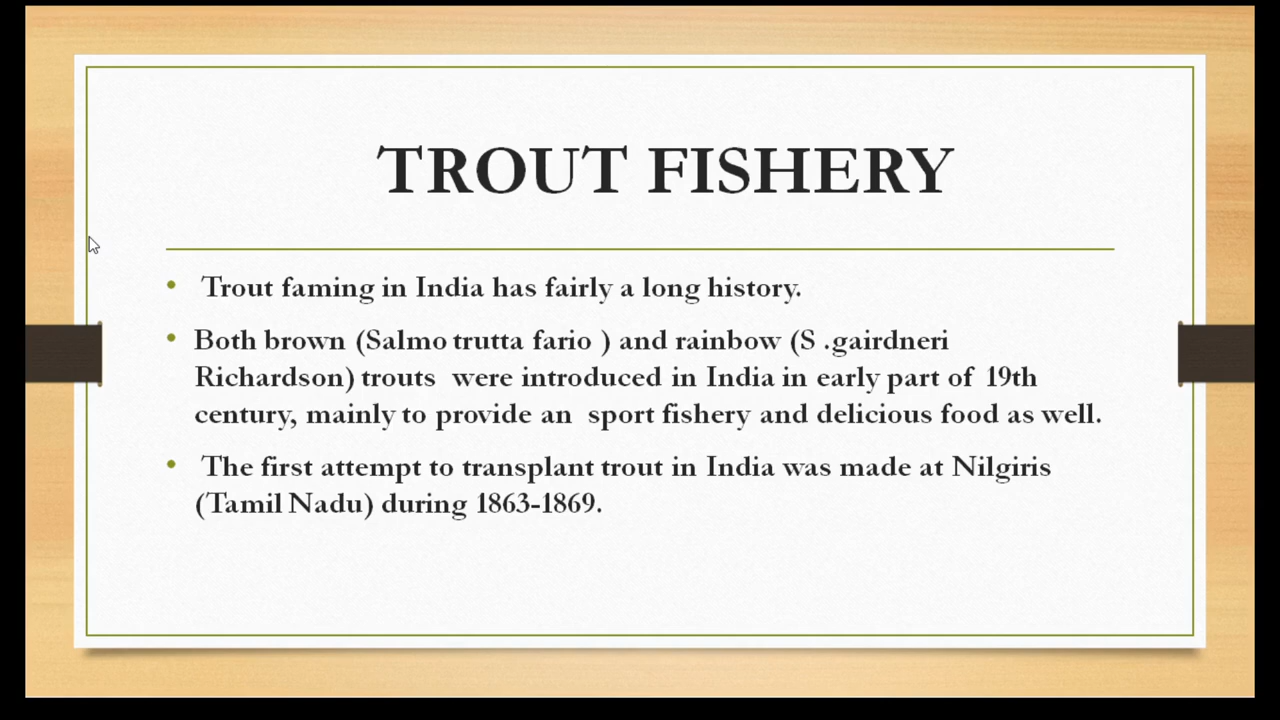 TROUT FISHERY
• Trout faming in India has fairly a long history.
• Both brown (Salmo trutta fario ) and rainbow (S .gairdneri
Richardson) trouts were introduced in India in early part of 19th
century, mainly to provide an sport fishery and delicious food as well.
• The first attempt to transplant trout in India was made at Nilgiris
(Tamil Nadu) during 1863-1869.